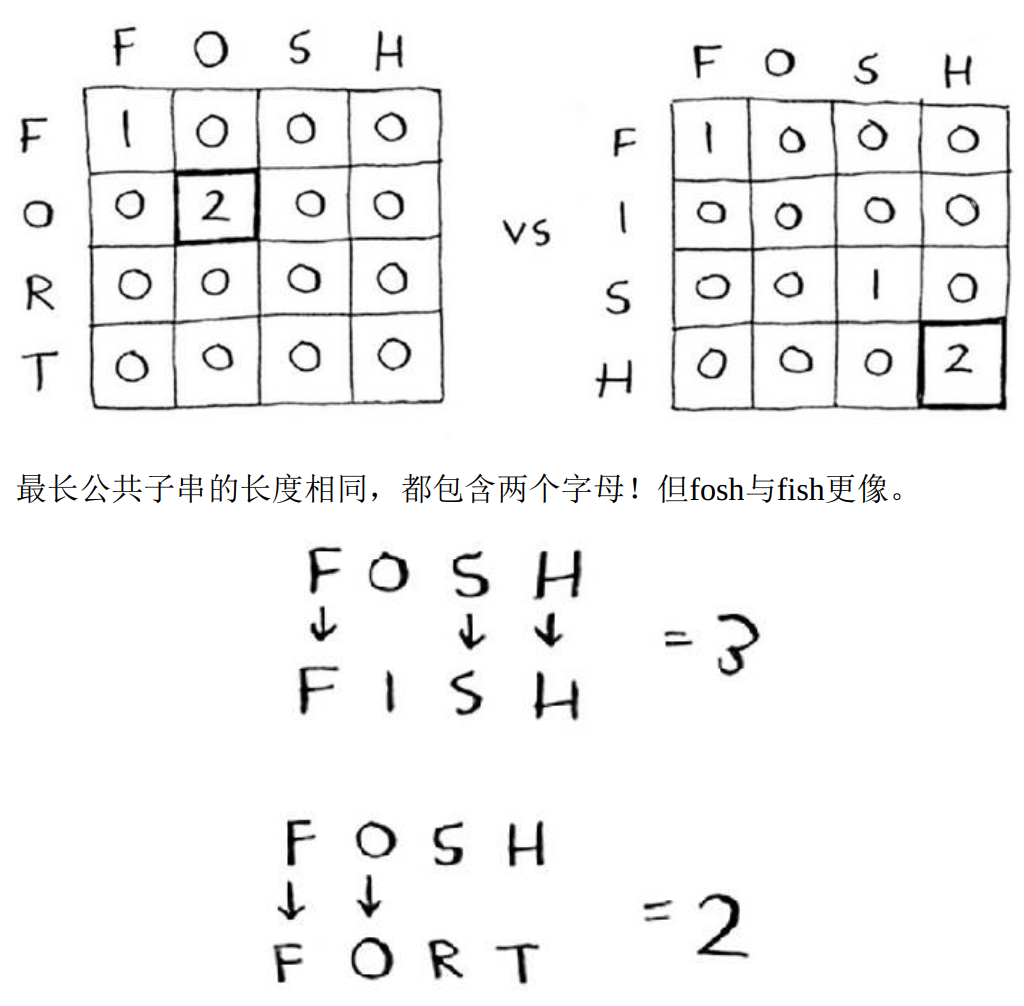 F O S H
F 1 0 0 0
O 0 2 0 0
R 0 0 0 0
T 0 0 0 0
vs
F O S H
F 1 0 0 0
I 0 0 0 0
S 0 0 1 0
H 0 0 0 2
最长公共子串的长度相同，都包含两个字母！但fosh与fish更像。
F O S H
↓ ↓ ↓ = 3
F I S H
F O S H
↓ ↓ = 2
F O R T